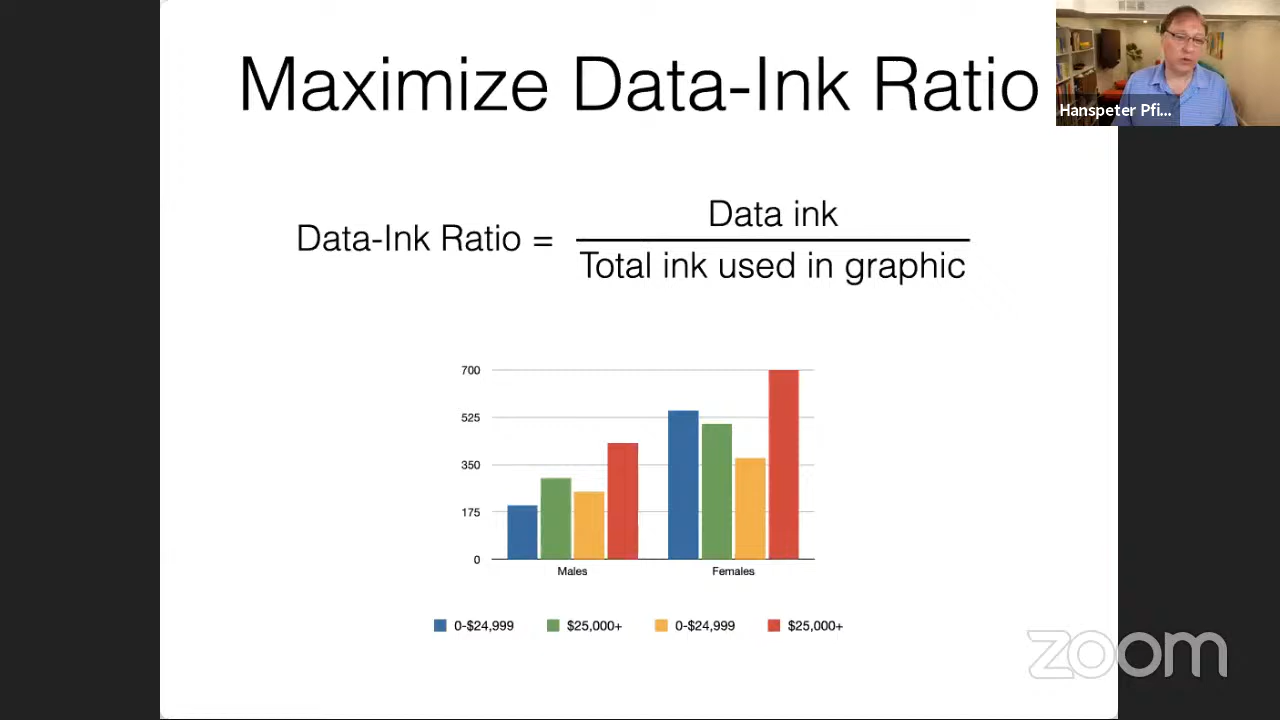 Maximize Data-Ink Ratio
Hanspeter Pfi...
Data-Ink Ratio =
Data ink
Total ink used in graphic
700
525
350
175
0
Males Females
0-$24,999 $25,000+ 0-$24,999 $25,000+
zoom